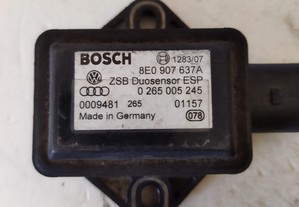 BOSCH 1283/07
8E0 907 637A
ZSB Duosensor ESP
0 265 005 245
0009481 265 01157
Made in Germany 078